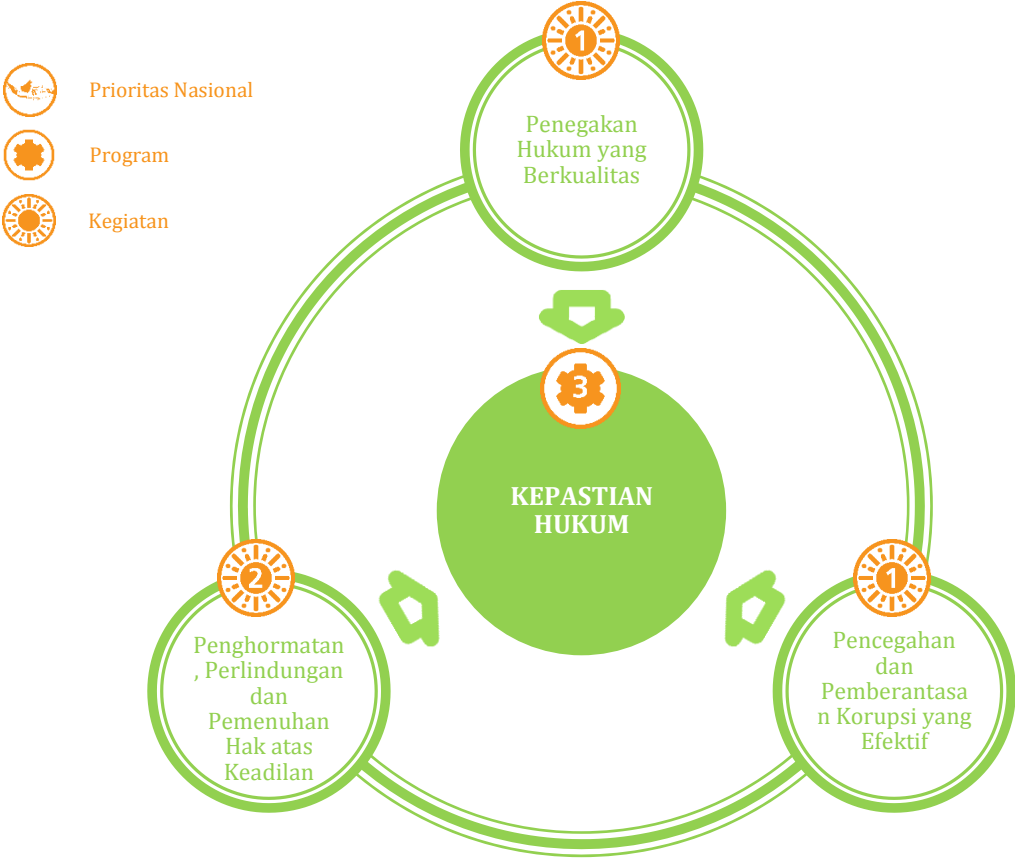 Prioritas Nasional
Program
Kegiatan
1
Penegakan
Hukum yang
Berkualitas
3
KEPASTIAN
HUKUM
2
Penghormatan
, Perlindungan
dan
Pemenuhan
Hak atas
Keadilan
1
Pencegahan
dan
Pemberantasa
n Korupsi yang
Efektif